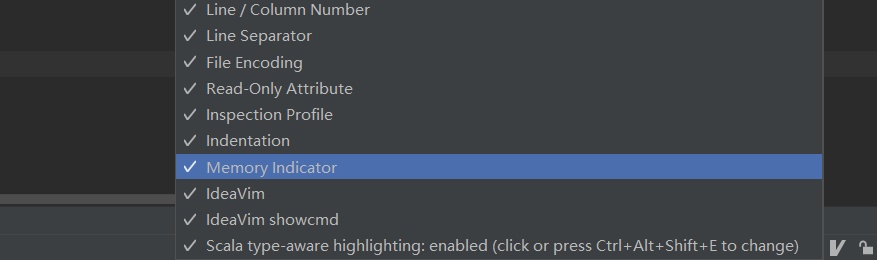 Line / Column Number
Line Separator
File Encoding
Read-Only Attribute
Inspection Profile
Indentation
Memory Indicator
IdeaVim
IdeaVim showcmd
Scala type-aware highlighting: enabled (click or press Ctrl+Alt+Shift+E to change)